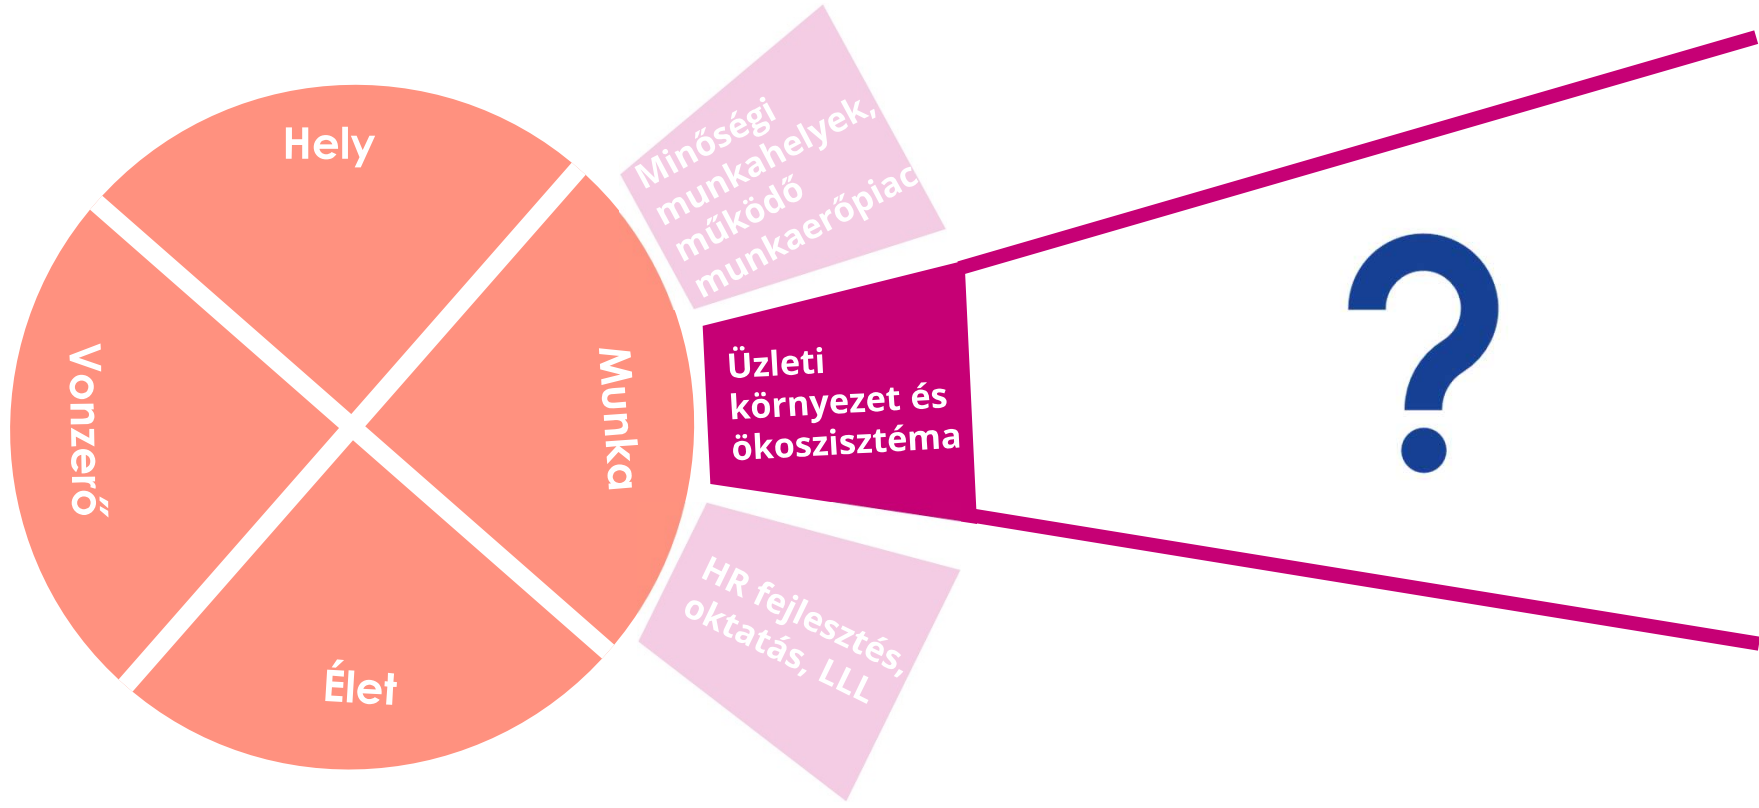 Hely
Vonzerő
Munka
Élet
Minőségi
munkahelyek,
működő
munkaerőpiac
Üzleti
környezet és
ökoszisztéma
HR fejlesztés,
oktatás, LLL
?